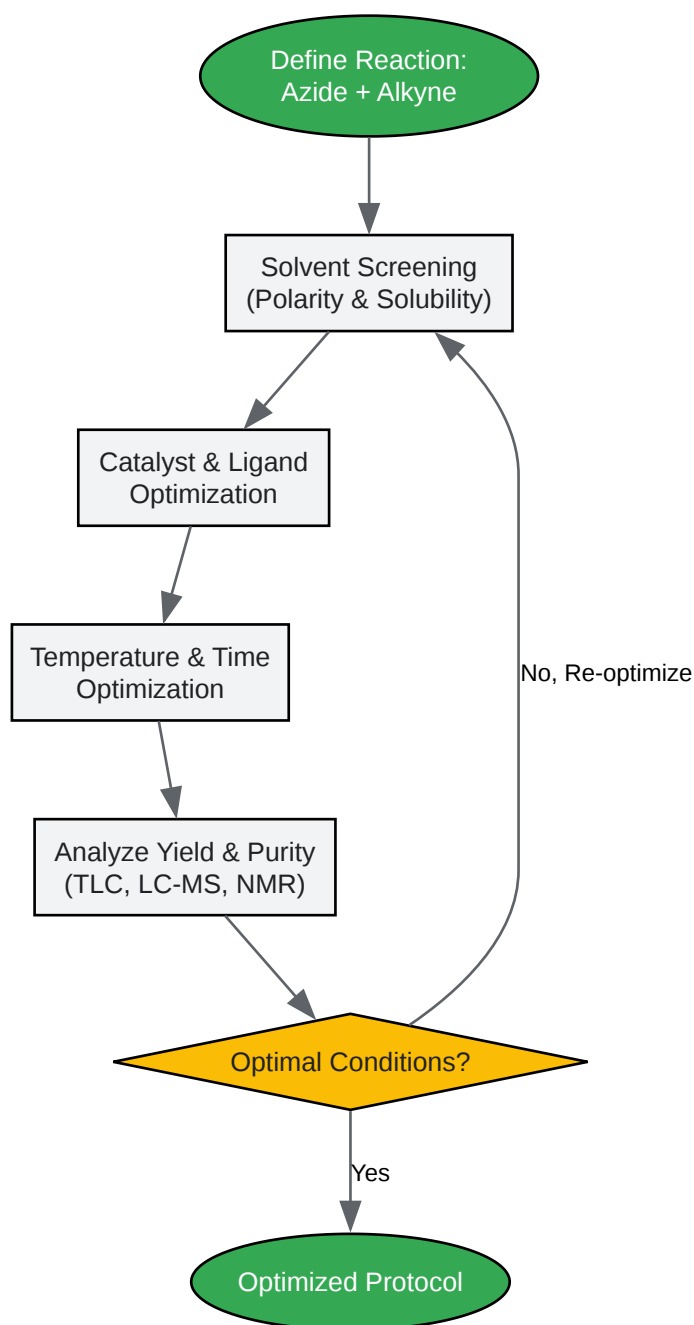 Define Reaction:
Azide + Alkyne
Solvent Screening
(Polarity & Solubility)
Catalyst & Ligand
Optimization
Temperature & Time
Optimization
No, Re-optimize
Analyze Yield & Purity
(TLC, LC-MS, NMR)
Optimal Conditions?
Yes
Optimized Protocol